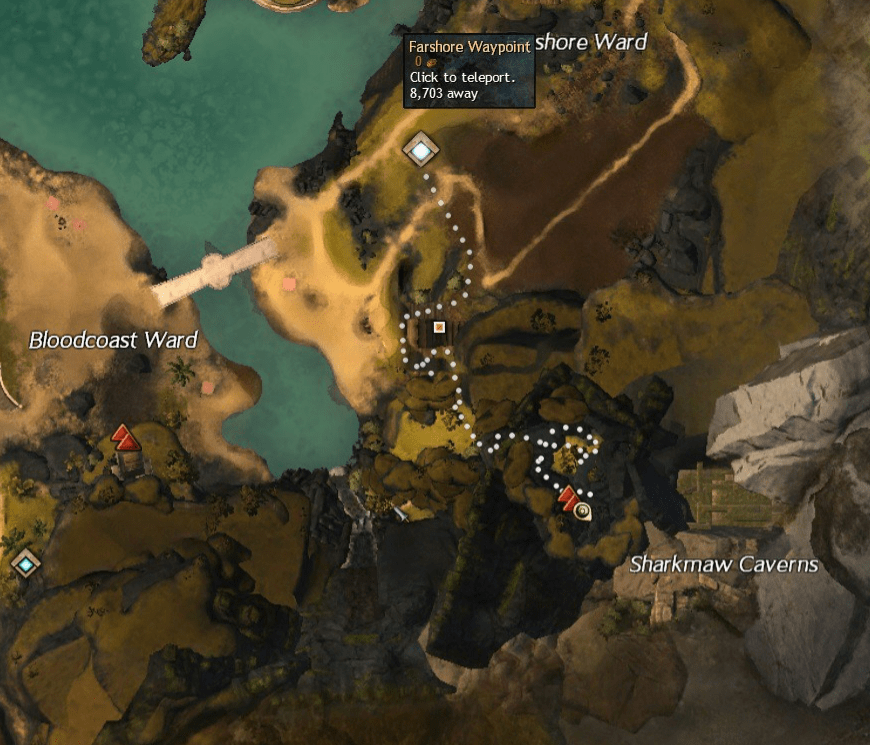 Farshore Waypoint
0
Click to teleport.
8,703 away
shore Ward
Bloodcoast Ward
Sharkmaw Caverns